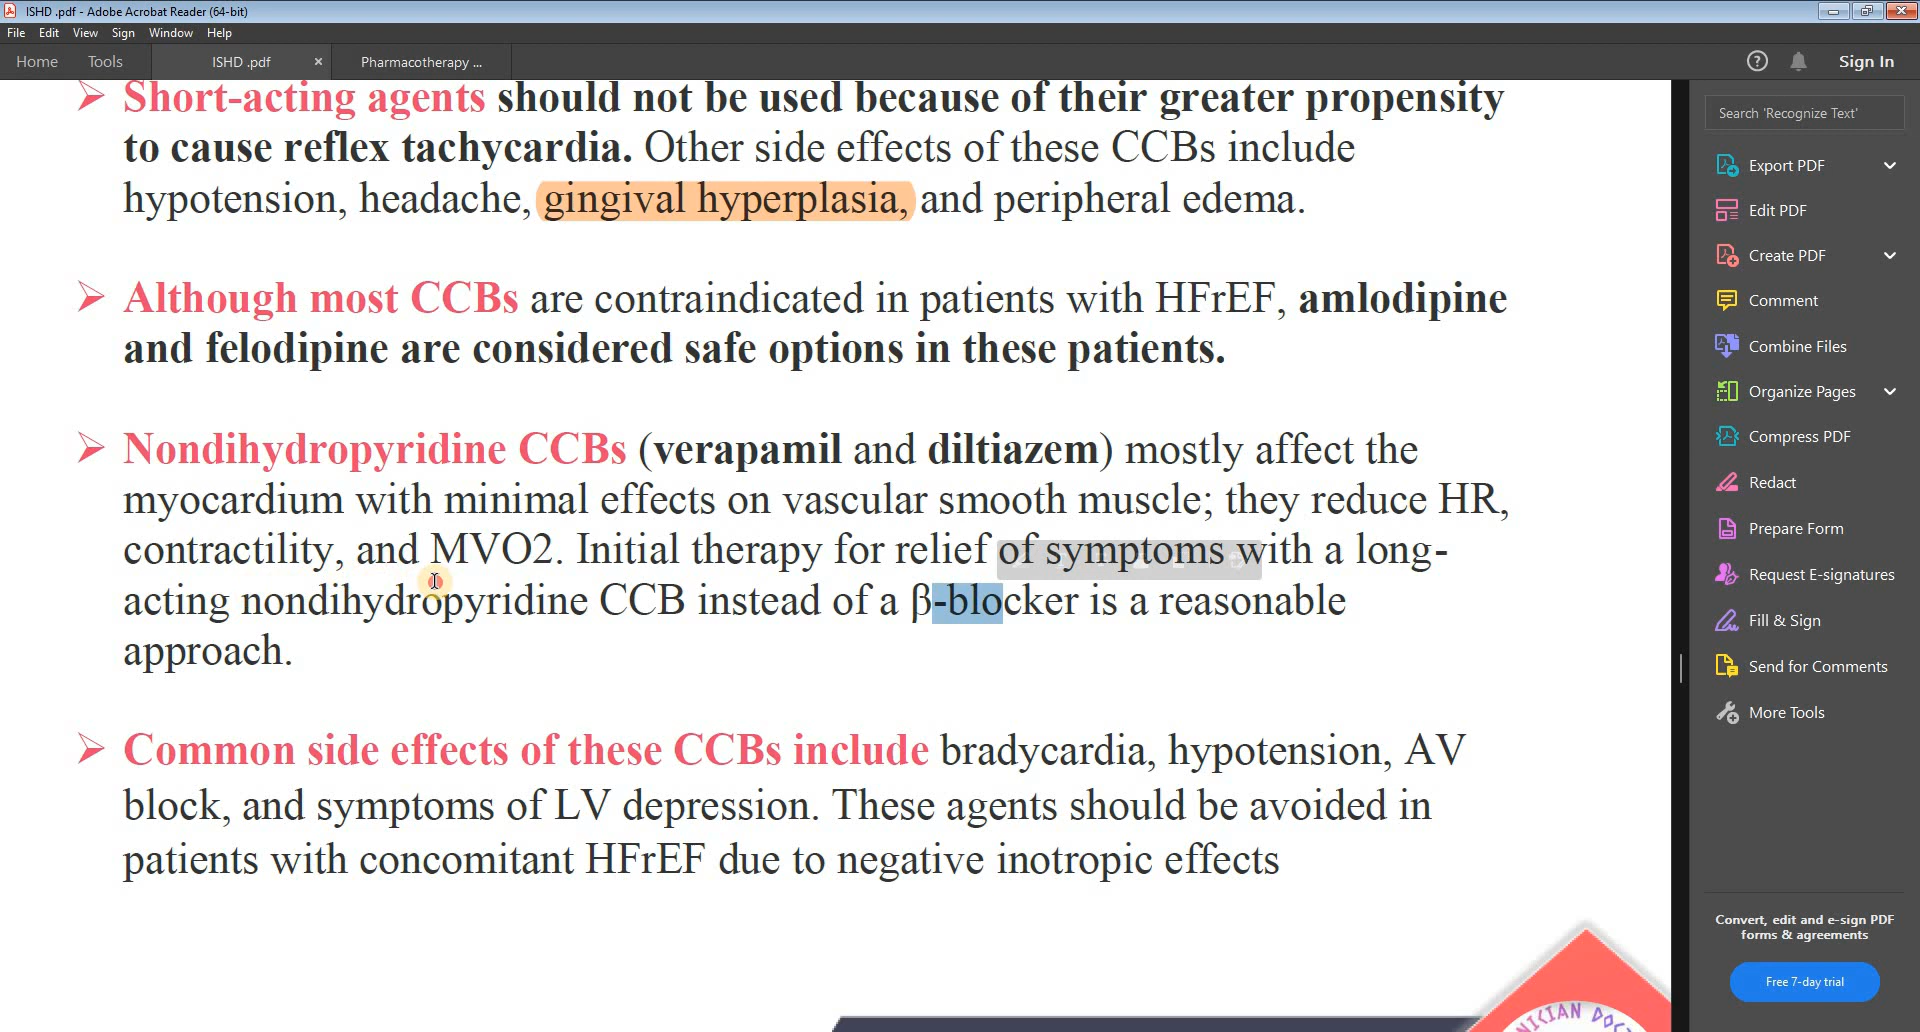 ISHD .pdf - Adobe Acrobat Reader (64-bit)
File Edit View Sign Window Help
Home Tools ISHD .pdf × Pharmacotherapy ... Sign In
➢ Short-acting agents should not be used because of their greater propensity
to cause reflex tachycardia. Other side effects of these CCBs include
hypotension, headache, gingival hyperplasia, and peripheral edema.
➢ Although most CCBs are contraindicated in patients with HFrEF, amlodipine
and felodipine are considered safe options in these patients.
➢ Nondihydropyridine CCBs (verapamil and diltiazem) mostly affect the
myocardium with minimal effects on vascular smooth muscle; they reduce HR,
contractility, and MVO2. Initial therapy for relief of symptoms with a long-
acting nondihydropyridine CCB instead of a β-blocker is a reasonable
approach.
➢ Common side effects of these CCBs include bradycardia, hypotension, AV
block, and symptoms of LV depression. These agents should be avoided in
patients with concomitant HFrEF due to negative inotropic effects
Search 'Recognize Text'
Export PDF
Edit PDF
Create PDF
Comment
Combine Files
Organize Pages
Compress PDF
Redact
Prepare Form
Request E-signatures
Fill & Sign
Send for Comments
More Tools
Convert, edit and e-sign PDF
forms & agreements
Free 7-day trial